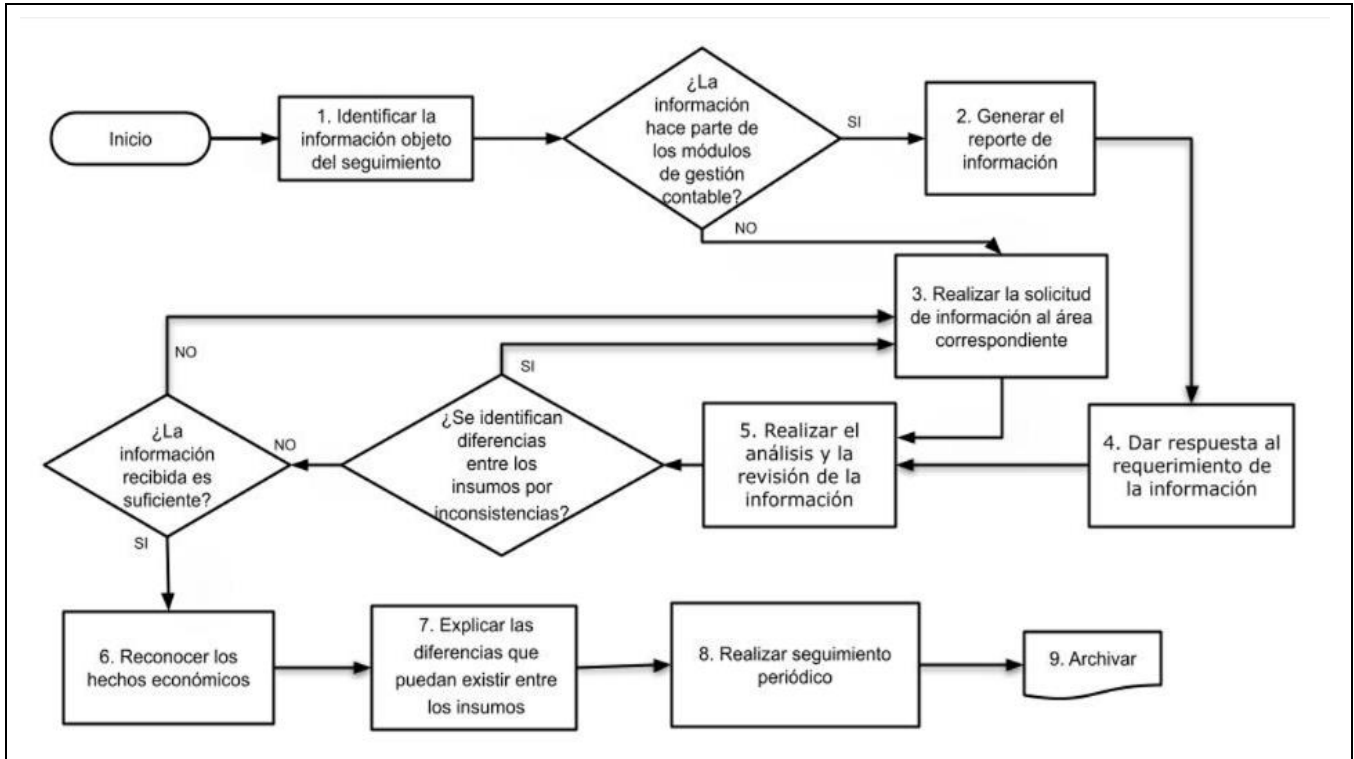 Inicio
1. Identificar la
información objeto
del seguimiento
¿La
información
hace parte de
los módulos
de gestión
contable?
SI
2. Generar el
reporte de
información
NO
3. Realizar la solicitud
de información al área
correspondiente
NO
SI
¿La
información
recibida es
suficiente?
NO
¿Se identifican
diferencias
entre los
insumos por
inconsistencias?
5. Realizar el
análisis y la
revisión de la
información
4. Dar respuesta al
requerimiento de
la información
SI
6. Reconocer los
hechos económicos
7. Explicar las
diferencias que
puedan existir entre
los insumos
8. Realizar seguimiento
periódico
9. Archivar